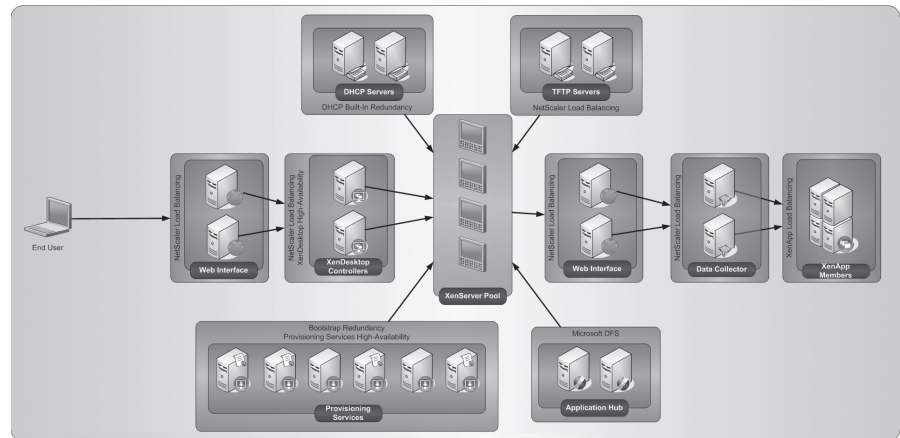 DHCP Servers
DHCP Built-In Redundancy
TFTP Servers
NetScaler Load Balancing
End User
NetScaler Load Balancing
Web Interface
NetScaler Load Balancing
XenDesktop High-Availability
XenDesktop
Controllers
XenServer Pool
NetScaler Load Balancing
Web Interface
NetScaler Load Balancing
Data Collector
XenApp Load Balancing
XenApp
Members
Bootstrap Redundancy
Provisioning Services High-Availability
Provisioning
Services
Microsoft DFS
Application Hub